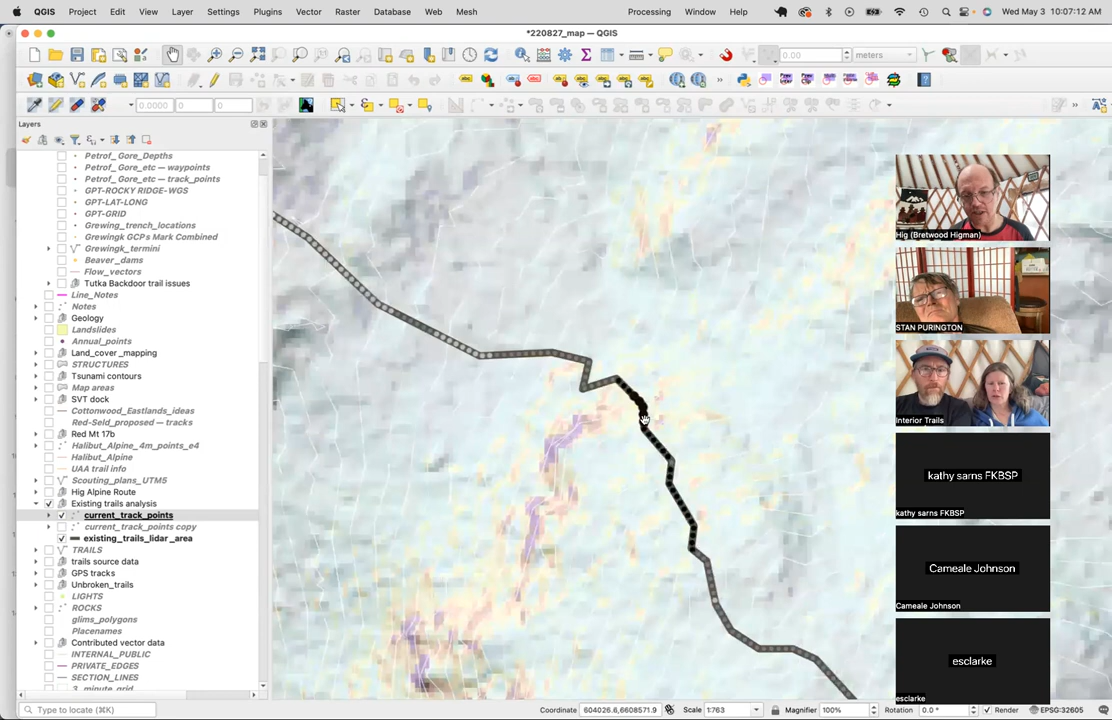 QGIS Project Edit View Layer Settings Plugins Vector Raster Database Web Mesh Processing Window Help Wed May 3 10:07:12 AM
*220827_map — QGIS
0.00 meters
0.0000 0 0
Layers
Petrof_Gore_Depths
Petrof_Gore_etc — waypoints
Petrof_Gore_etc — track_points
GPT-ROCKY RIDGE-WGS
GPT-LAT-LONG
GPT-GRID
Grewing_trench_locations
Grewingk GCPs Mark Combined
Grewingk_termini
Beaver_dams
Flow_vectors
Tutka Backdoor trail issues
Line_Notes
Notes
Geology
Landslides
Annual_points
Land_cover_mapping
STRUCTURES
Tsunami contours
Map areas
SVT dock
Cottonwood_Eastlands_ideas
Red-Seld_proposed — tracks
Red Mt 17b
Halibut_Alpine_4m_points_e4
Halibut_Alpine
UAA trail info
Scouting_plans_UTM5
Hig Alpine Route
Existing trails analysis
current_track_points
current_track_points copy
existing_trails_lidar_area
TRAILS
trails source data
GPS tracks
Unbroken_trails
LIGHTS
ROCKS
glims_polygons
Placenames
Contributed vector data
INTERNAL_PUBLIC
PRIVATE_EDGES
SECTION_LINES
3_minute_grid
Hig (Bretwood Higman)
STAN PURINGTON
Interior Trails
kathy sarns FKBSP
kathy sarns FKBSP
Cameale Johnson
Cameale Johnson
esclarke
esclarke
Type to locate (⌘K) Coordinate 604026.6,6608571.9 Scale 1:763 Magnifier 100% Rotation 0.0 ° Render EPSG:32605